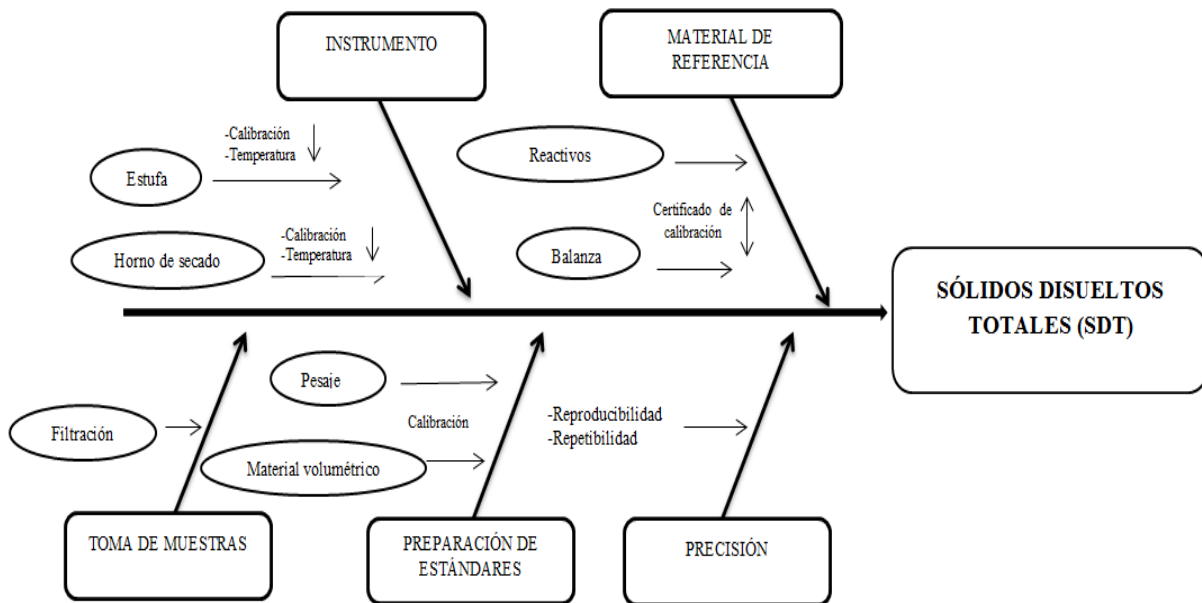 INSTRUMENTO
MATERIAL DE
REFERENCIA
-Calibración
-Temperatura
Estufa
Reactivos
-Calibración
-Temperatura
Horno de secado
Certificado de
calibración
Balanza
SÓLIDOS DISUELTOS
TOTALES (SDT)
Pesaje
Filtración
Calibración
Material volumétrico
-Reproducibilidad
-Repetibilidad
TOMA DE MUESTRAS
PREPARACIÓN DE
ESTÁNDARES
PRECISIÓN